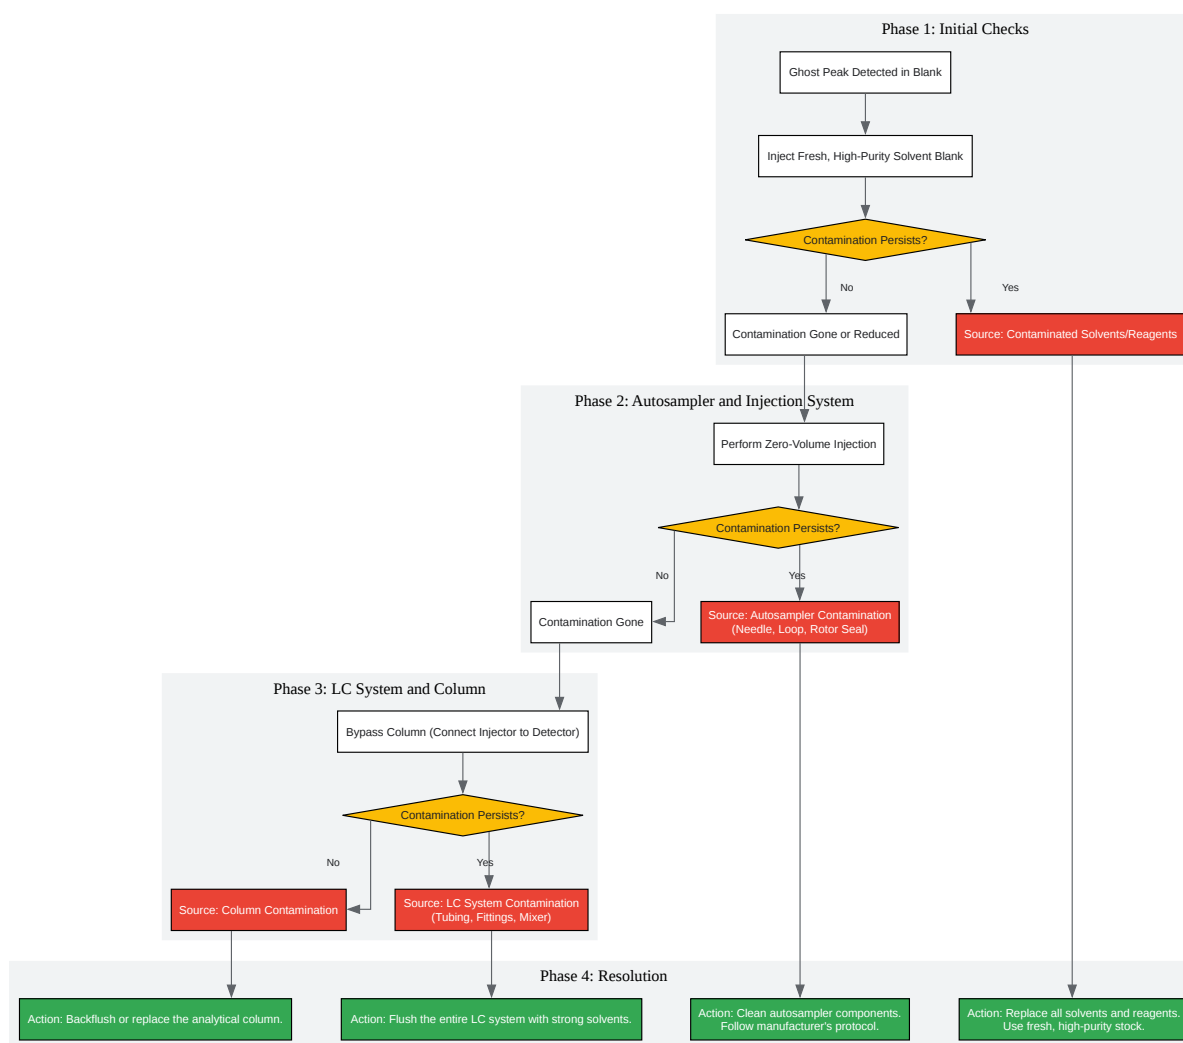 Phase 1: Initial Checks
Ghost Peak Detected in Blank
Inject Fresh, High-Purity Solvent Blank
Contamination Persists?
No
Yes
Contamination Gone or Reduced
Source: Contaminated Solvents/Reagents
Phase 2: Autosampler and Injection System
Perform Zero-Volume Injection
Contamination Persists?
No
Yes
Contamination Gone
Source: Autosampler Contamination
(Needle, Loop, Rotor Seal)
Phase 3: LC System and Column
Bypass Column (Connect Injector to Detector)
Contamination Persists?
No
Yes
Source: Column Contamination
Source: LC System Contamination
(Tubing, Fittings, Mixer)
Phase 4: Resolution
Action: Backflush or replace the analytical column.
Action: Flush the entire LC system with strong solvents.
Action: Clean autosampler components.
Follow manufacturer's protocol.
Action: Replace all solvents and reagents.
Use fresh, high-purity stock.